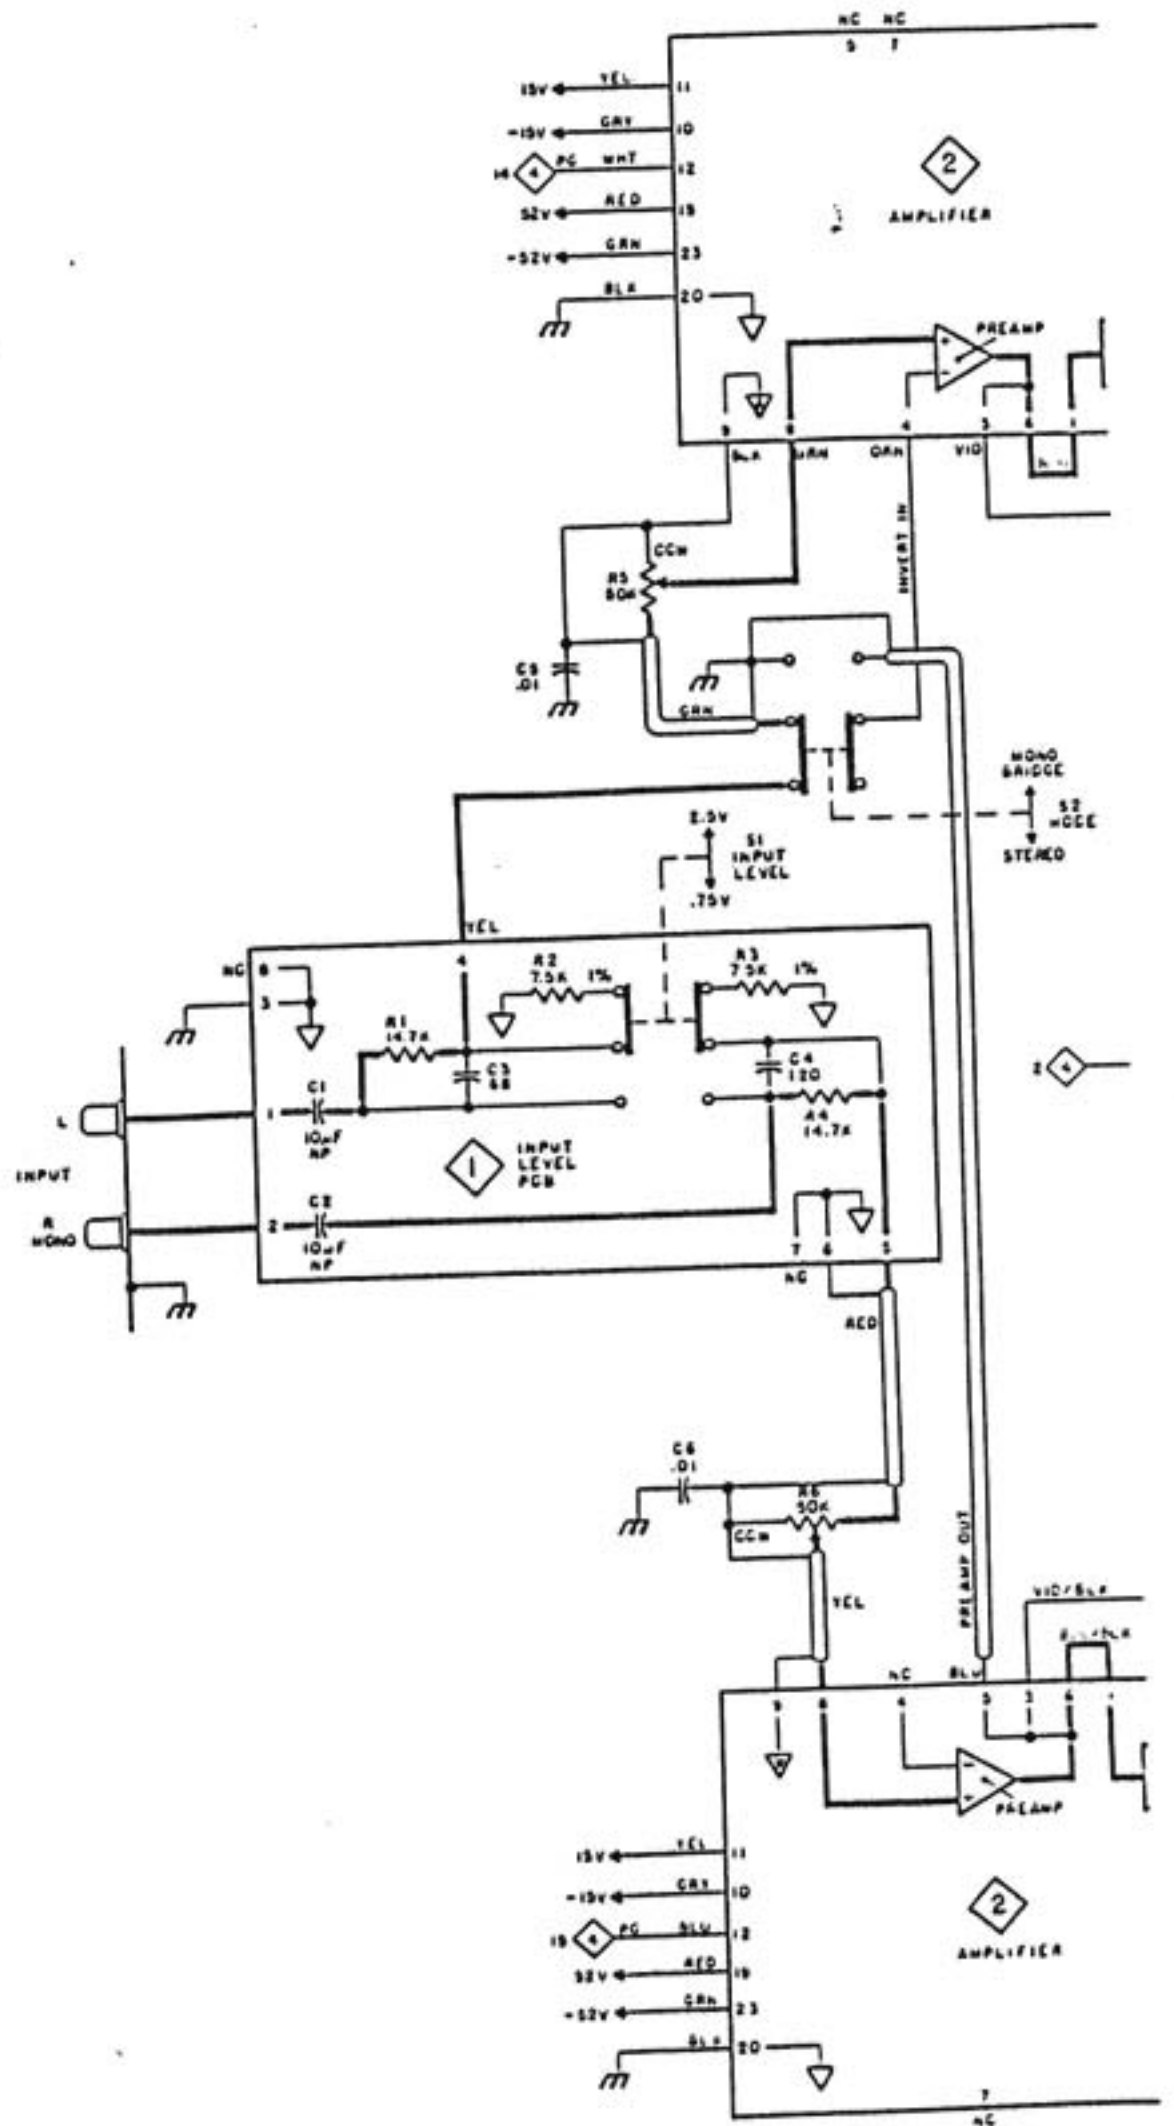 NC NC
9 7
15V YEL 11
-15V GRY 10
14 4 PG WHT 12
2
52V RED 19
AMPLIFIER
-52V GRN 23
BLK 20
PREAMP
+
-
9 8 4 3 6 1
BLK ORN VIO
INVERT IN
CCW
R5
50K
C5
.01
GRN
MONO
BRIDGE
S2
MODE
STEREO
2.5V
S1
INPUT
LEVEL
.75V
YEL
NC 8
4
R2
7.5K 1%
R3
7.5K 1%
3
R1
14.7K
C3
68
C4
120
2 4
C1
L
1
10µF
NP
R4
14.7K
INPUT
1
INPUT
LEVEL
PCB
C2
R
MONO
2
10µF
NP
7 6 5
NC
RED
C6
.01
R6
50K
CCW
PREAMP OUT
YEL
VIO/BLK
NC BLU
9 8 4 5 3 6 1
-
+
PREAMP
15V YEL 11
-15V GRY 10
2
15 4 PG BLU 12
AMPLIFIER
52V RED 19
-52V GRN 23
BLK 20
7
NC